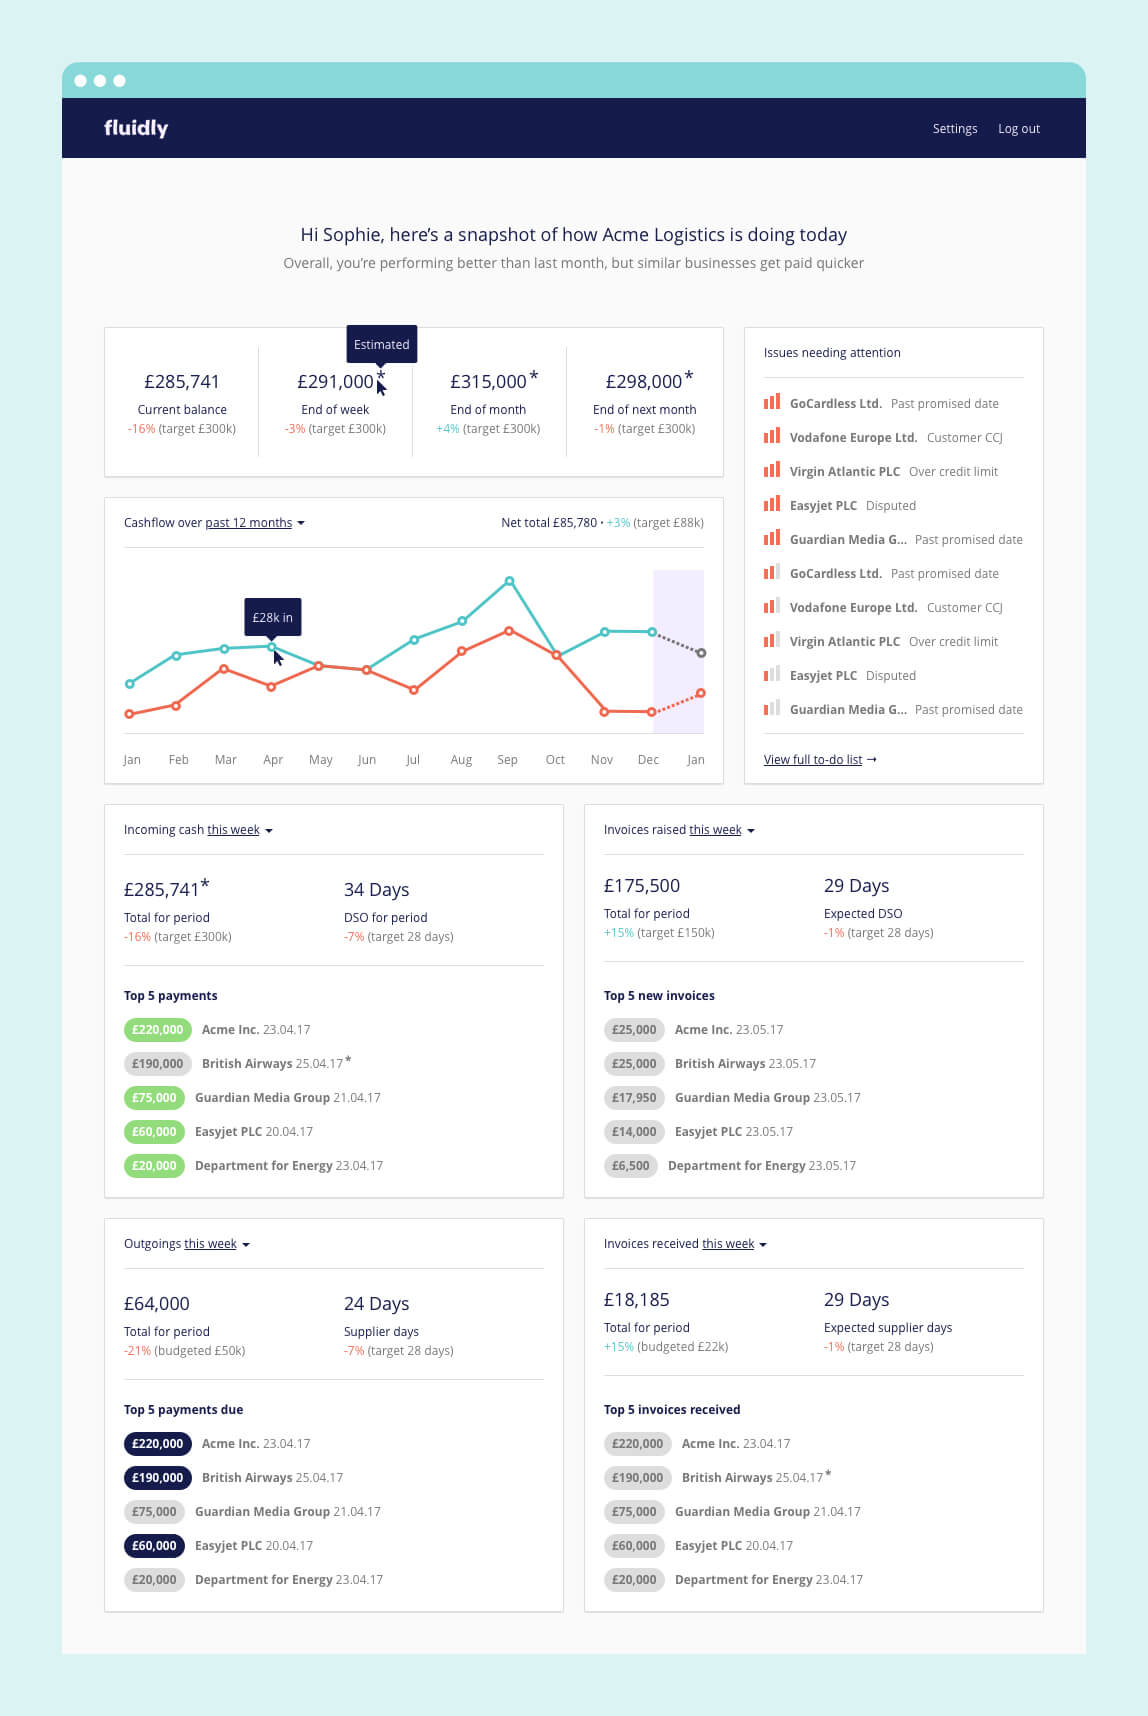 fluidly
Settings Log out
Hi Sophie, here's a snapshot of how Acme Logistics is doing today
Overall, you're performing better than last month, but similar businesses get paid quicker
Estimated
£285,741 £291,000* £315,000* £298,000*
Current balance End of week End of month End of next month
-16% (target £300k) -3% (target £300k) +4% (target £300k) -1% (target £300k)
Issues needing attention
GoCardless Ltd. Past promised date
Vodafone Europe Ltd. Customer CCJ
Virgin Atlantic PLC Over credit limit
Easyjet PLC Disputed
Guardian Media G... Past promised date
GoCardless Ltd. Past promised date
Vodafone Europe Ltd. Customer CCJ
Virgin Atlantic PLC Over credit limit
Easyjet PLC Disputed
Guardian Media G... Past promised date
View full to-do list →
Cashflow over past 12 months Net total £85,780 • +3% (target £88k)
£28k in
Jan Feb Mar Apr May Jun Jul Aug Sep Oct Nov Dec Jan
Incoming cash this week
£285,741* 34 Days
Total for period DSO for period
-16% (target £300k) -7% (target 28 days)
Top 5 payments
£220,000 Acme Inc. 23.04.17
£190,000 British Airways 25.04.17*
£75,000 Guardian Media Group 21.04.17
£60,000 Easyjet PLC 20.04.17
£20,000 Department for Energy 23.04.17
Invoices raised this week
£175,500 29 Days
Total for period Expected DSO
+15% (target £150k) -1% (target 28 days)
Top 5 new invoices
£25,000 Acme Inc. 23.05.17
£25,000 British Airways 23.05.17
£17,950 Guardian Media Group 23.05.17
£14,000 Easyjet PLC 23.05.17
£6,500 Department for Energy 23.05.17
Outgoings this week
£64,000 24 Days
Total for period Supplier days
-21% (budgeted £50k) -7% (target 28 days)
Top 5 payments due
£220,000 Acme Inc. 23.04.17
£190,000 British Airways 25.04.17
£75,000 Guardian Media Group 21.04.17
£60,000 Easyjet PLC 20.04.17
£20,000 Department for Energy 23.04.17
Invoices received this week
£18,185 29 Days
Total for period Expected supplier days
+15% (budgeted £22k) -1% (target 28 days)
Top 5 invoices received
£220,000 Acme Inc. 23.04.17
£190,000 British Airways 25.04.17*
£75,000 Guardian Media Group 21.04.17
£60,000 Easyjet PLC 20.04.17
£20,000 Department for Energy 23.04.17